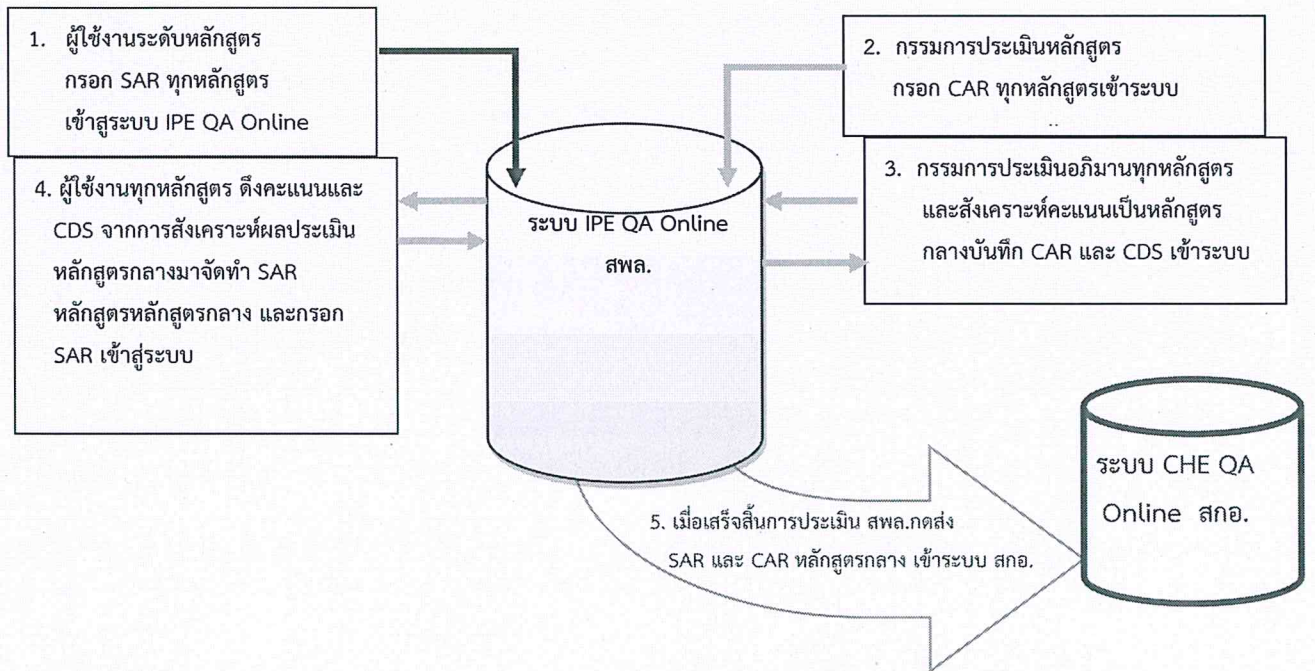 1. ผู้ใช้งานระดับหลักสูตร
กรอก SAR ทุกหลักสูตร
เข้าสู่ระบบ IPE QA Online
2. กรรมการประเมินหลักสูตร
กรอก CAR ทุกหลักสูตรเข้าระบบ
..
3. กรรมการประเมินอภิมานทุกหลักสูตร
และสังเคราะห์คะแนนเป็นหลักสูตร
กลางบันทึก CAR และ CDS เข้าระบบ
4. ผู้ใช้งานทุกหลักสูตร ดึงคะแนนและ
CDS จากการสังเคราะห์ผลประเมิน
หลักสูตรกลางมาจัดทำ SAR
หลักสูตรหลักสูตรกลาง และกรอก
SAR เข้าสู่ระบบ
ระบบ IPE QA Online
สพล.
5. เมื่อเสร็จสิ้นการประเมิน สพล.กดส่ง
SAR และ CAR หลักสูตรกลาง เข้าระบบ สกอ.
ระบบ CHE QA
Online สกอ.